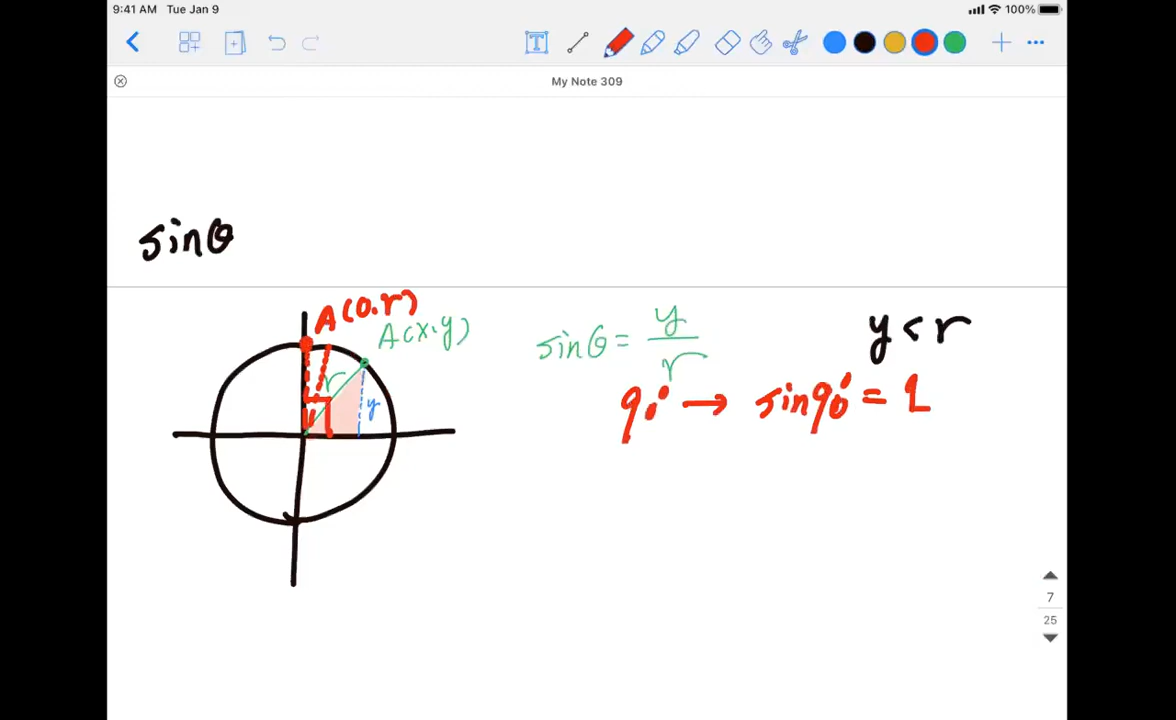 9:41 AM Tue Jan 9 100%
T
My Note 309
sinθ
A(0,r)
A(x,y)
sinθ = y/r
y < r
r
y
90° → sin90° = 1
7
25